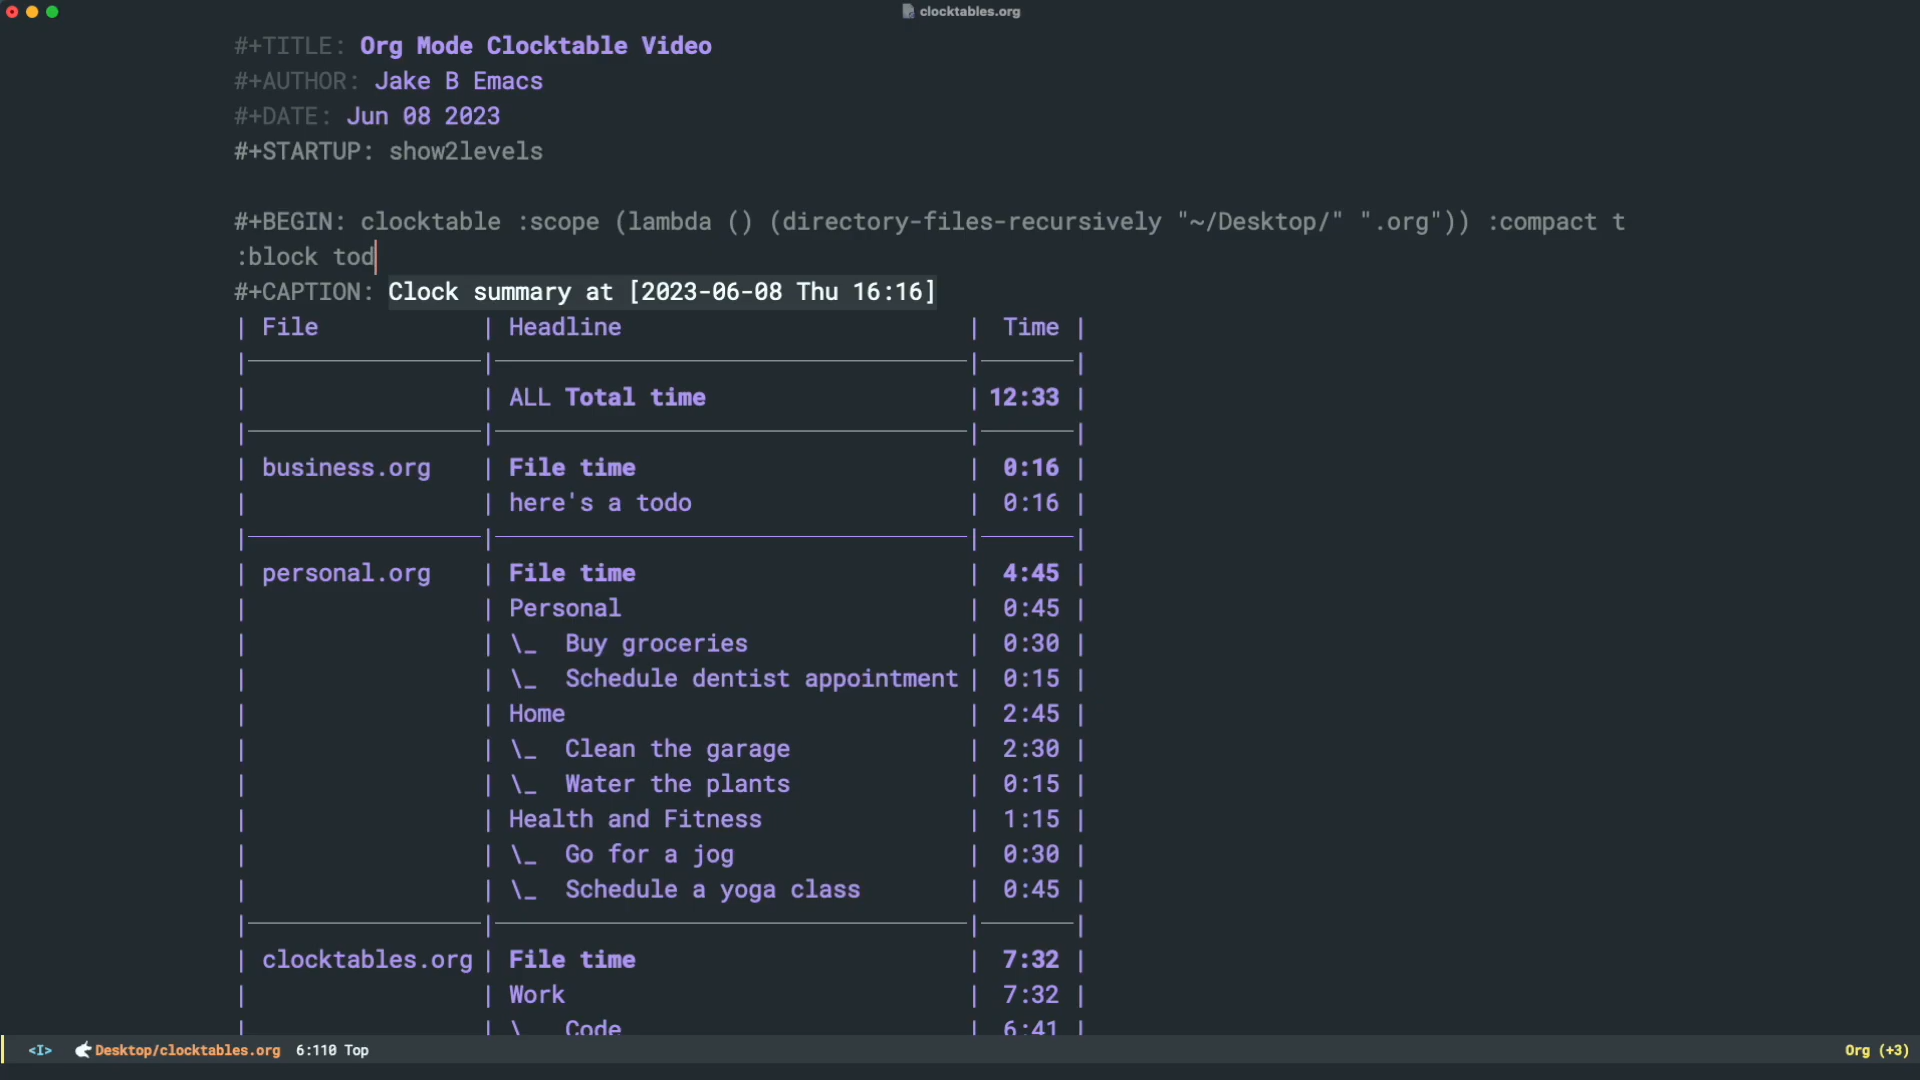 clocktables.org
#+TITLE: Org Mode Clocktable Video
#+AUTHOR: Jake B Emacs
#+DATE: Jun 08 2023
#+STARTUP: show2levels
#+BEGIN: clocktable :scope (lambda () (directory-files-recursively "~/Desktop/" ".org")) :compact t
:block tod
#+CAPTION: Clock summary at [2023-06-08 Thu 16:16]
| File | Headline | Time |
| | ALL Total time | 12:33 |
| business.org | File time | 0:16 |
| | here's a todo | 0:16 |
| personal.org | File time | 4:45 |
| | Personal | 0:45 |
| | \_ Buy groceries | 0:30 |
| | \_ Schedule dentist appointment | 0:15 |
| | Home | 2:45 |
| | \_ Clean the garage | 2:30 |
| | \_ Water the plants | 0:15 |
| | Health and Fitness | 1:15 |
| | \_ Go for a jog | 0:30 |
| | \_ Schedule a yoga class | 0:45 |
| clocktables.org | File time | 7:32 |
| | Work | 7:32 |
| | \_ Code | 6:41 |
<I> Desktop/clocktables.org 6:110 Top Org (+3)